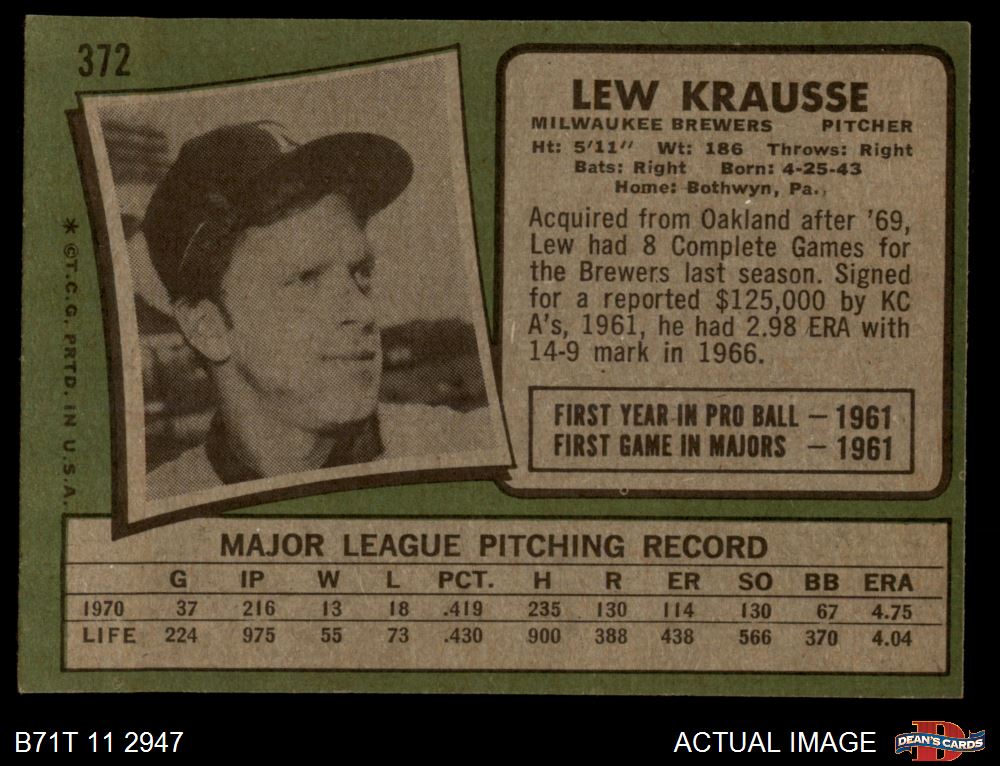 372
* ©T.C.G. PRTD. IN U.S.A.
LEW KRAUSSE
MILWAUKEE BREWERS PITCHER
Ht: 5'11" Wt: 186 Throws: Right
Bats: Right Born: 4-25-43
Home: Bothwyn, Pa.
Acquired from Oakland after '69,
Lew had 8 Complete Games for
the Brewers last season. Signed
for a reported $125,000 by KC
A's, 1961, he had 2.98 ERA with
14-9 mark in 1966.
FIRST YEAR IN PRO BALL — 1961
FIRST GAME IN MAJORS — 1961
MAJOR LEAGUE PITCHING RECORD
G IP W L PCT. H R ER SO BB ERA
1970 37 216 13 18 .419 235 130 114 130 67 4.75
LIFE 224 975 55 73 .430 900 388 438 566 370 4.04
B71T 11 2947
ACTUAL IMAGE
DEAN'S CARDS